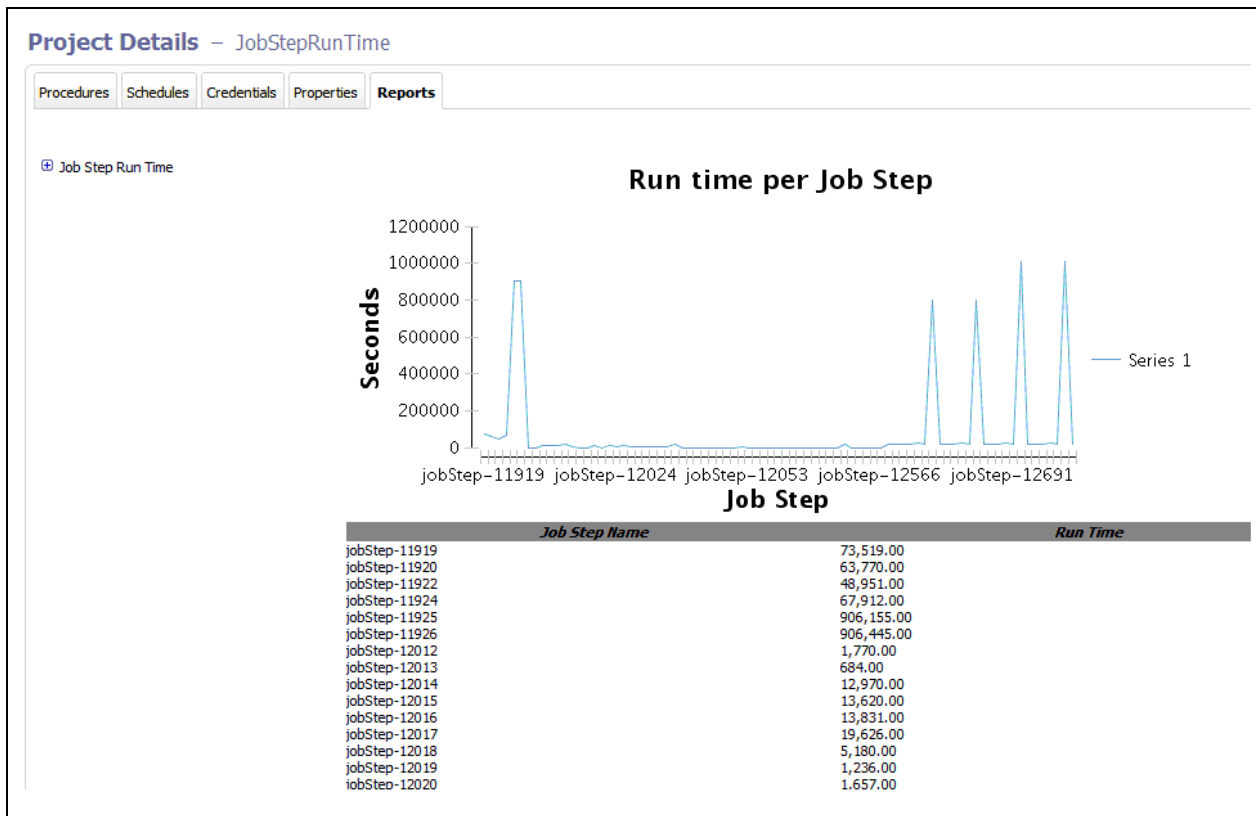 Project Details – JobStepRunTime
Procedures Schedules Credentials Properties Reports
Job Step Run Time
Run time per Job Step
1200000
1000000
800000
600000
400000
200000
0
Seconds
Series 1
jobStep-11919 jobStep-12024 jobStep-12053 jobStep-12566 jobStep-12691
Job Step
Job Step Name Run Time
jobStep-11919 73,519.00
jobStep-11920 63,770.00
jobStep-11922 48,951.00
jobStep-11924 67,912.00
jobStep-11925 906,155.00
jobStep-11926 906,445.00
jobStep-12012 1,770.00
jobStep-12013 684.00
jobStep-12014 12,970.00
jobStep-12015 13,620.00
jobStep-12016 13,831.00
jobStep-12017 19,626.00
jobStep-12018 5,180.00
jobStep-12019 1,236.00
jobStep-12020 1,657.00